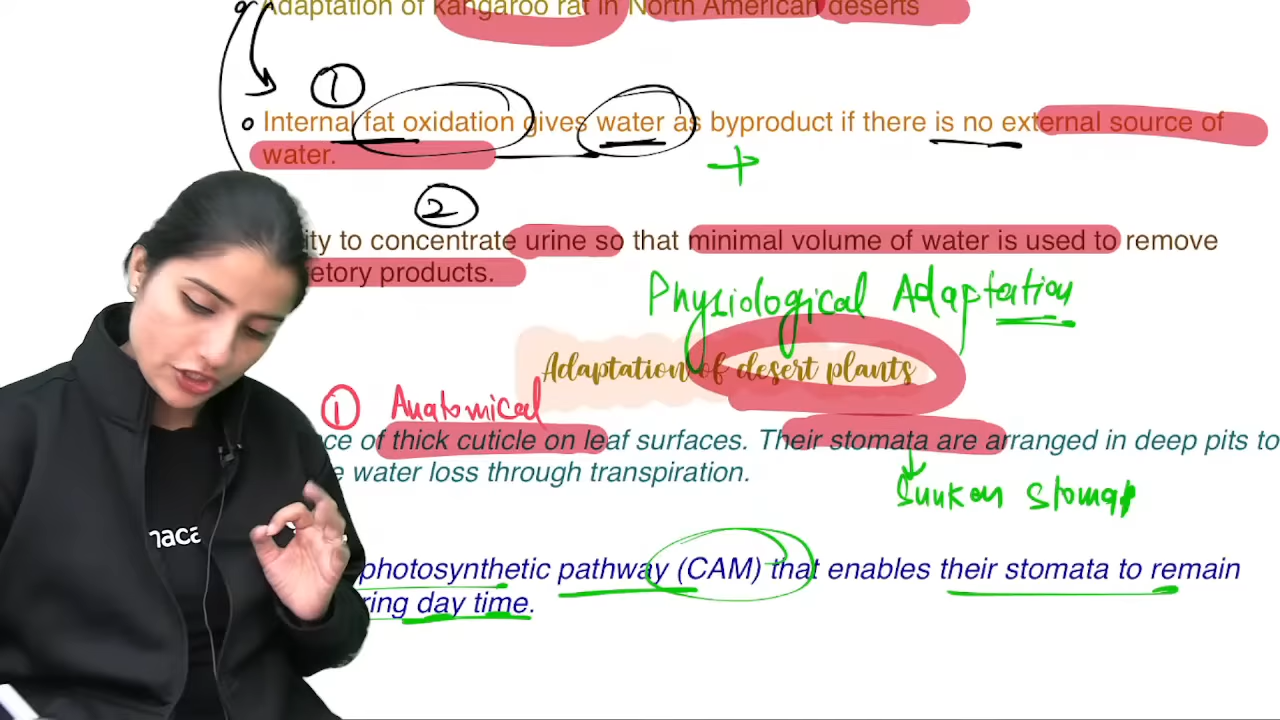 Adaptation of kangaroo rat in North American deserts
①
Internal fat oxidation gives water as byproduct if there is no external source of
water.
+
②
ity to concentrate urine so that minimal volume of water is used to remove
retory products.
Physiological Adaptation
Adaptation of desert plants
① Anatomical
ce of thick cuticle on leaf surfaces. Their stomata are arranged in deep pits to
e water loss through transpiration.
Sunken
photosynthetic pathway (CAM) that enables their stomata to remain
ring day time.
naca